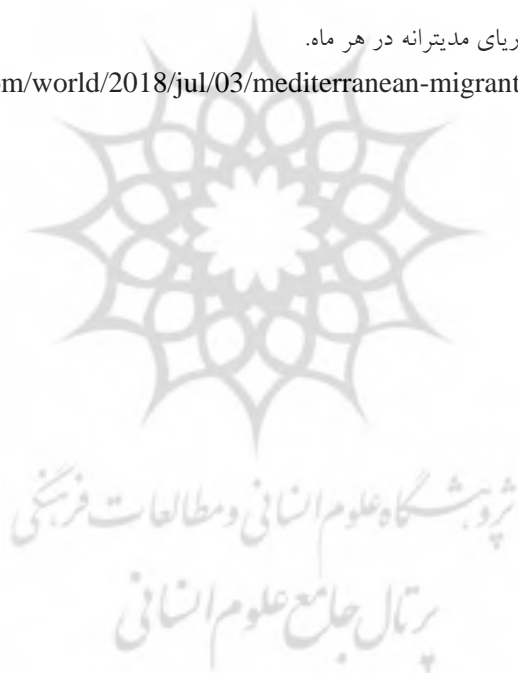 ریای مدیترانه در هر ماه.
om/world/2018/jul/03/mediterranean-migrant
پژوهشگاه علوم انسانی و مطالعات فرهنگی
پرتال جامع علوم انسانی